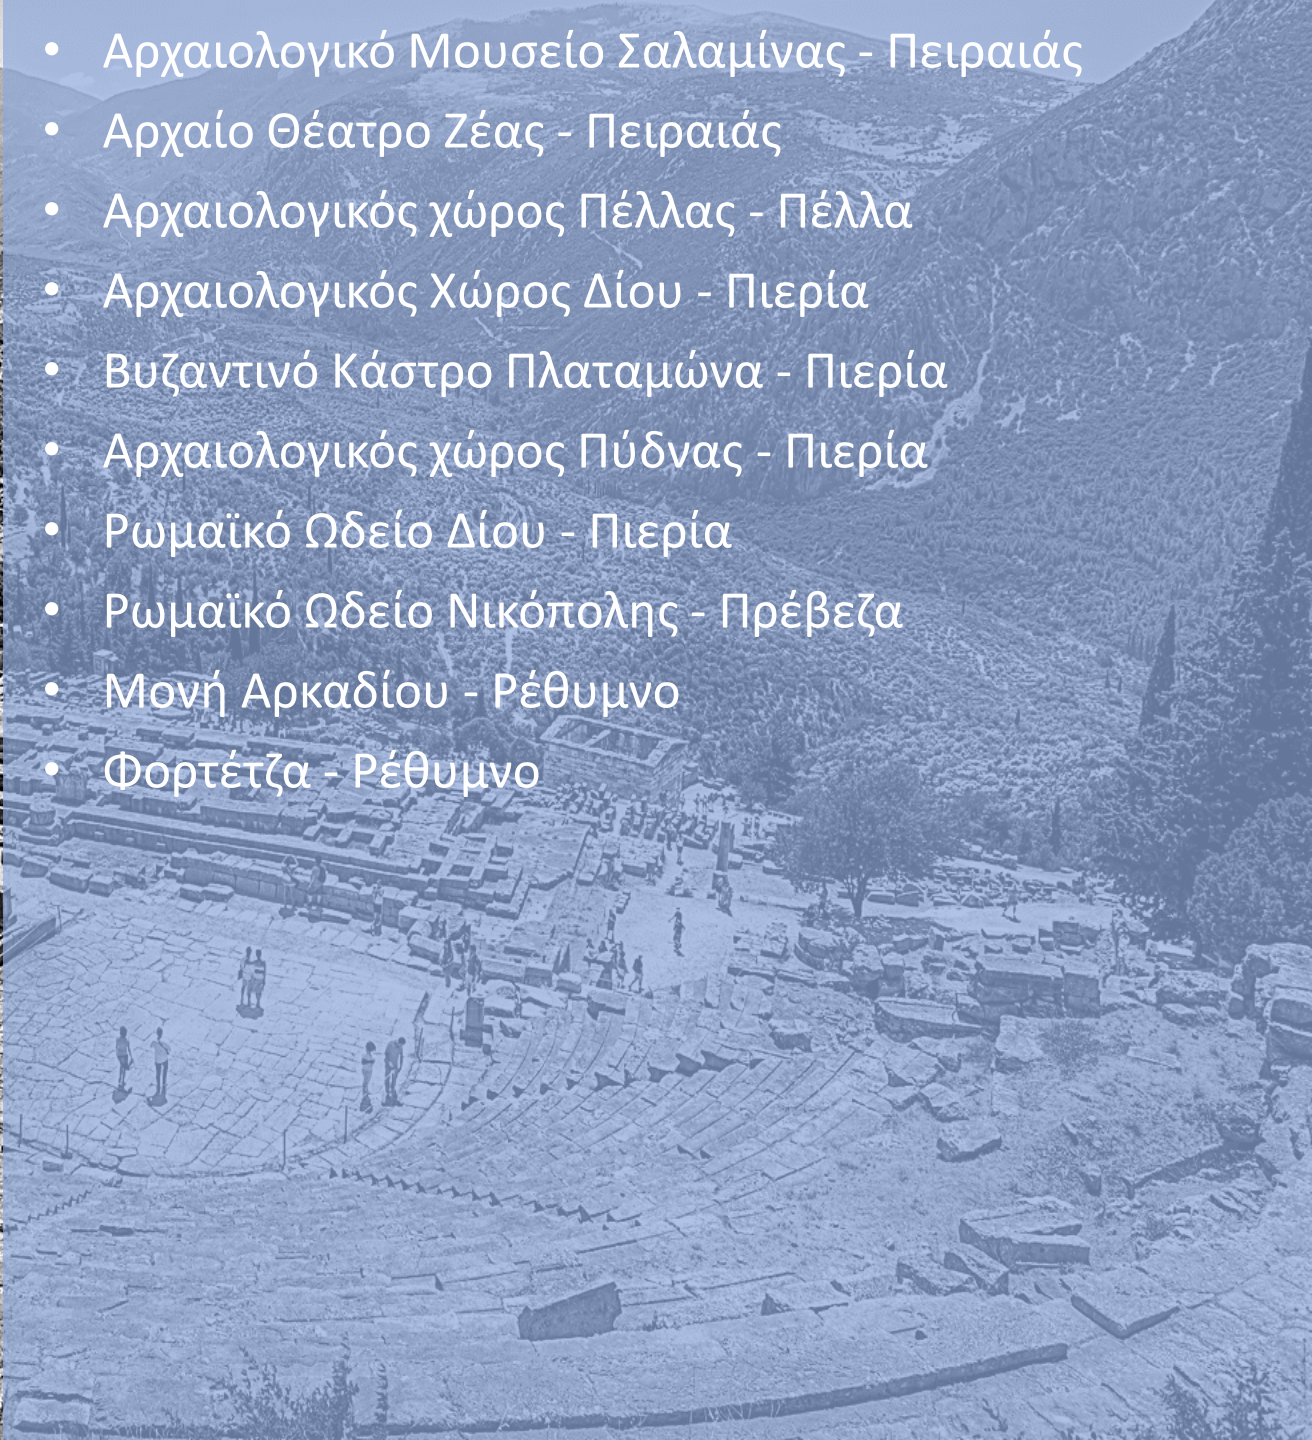 • Αρχαιολογικό Μουσείο Σαλαμίνας - Πειραιάς
• Αρχαίο Θέατρο Ζέας - Πειραιάς
• Αρχαιολογικός χώρος Πέλλας - Πέλλα
• Αρχαιολογικός Χώρος Δίου - Πιερία
• Βυζαντινό Κάστρο Πλαταμώνα - Πιερία
• Αρχαιολογικός χώρος Πύδνας - Πιερία
• Ρωμαϊκό Ωδείο Δίου - Πιερία
• Ρωμαϊκό Ωδείο Νικόπολης - Πρέβεζα
• Μονή Αρκαδίου - Ρέθυμνο
• Φορτέτζα - Ρέθυμνο